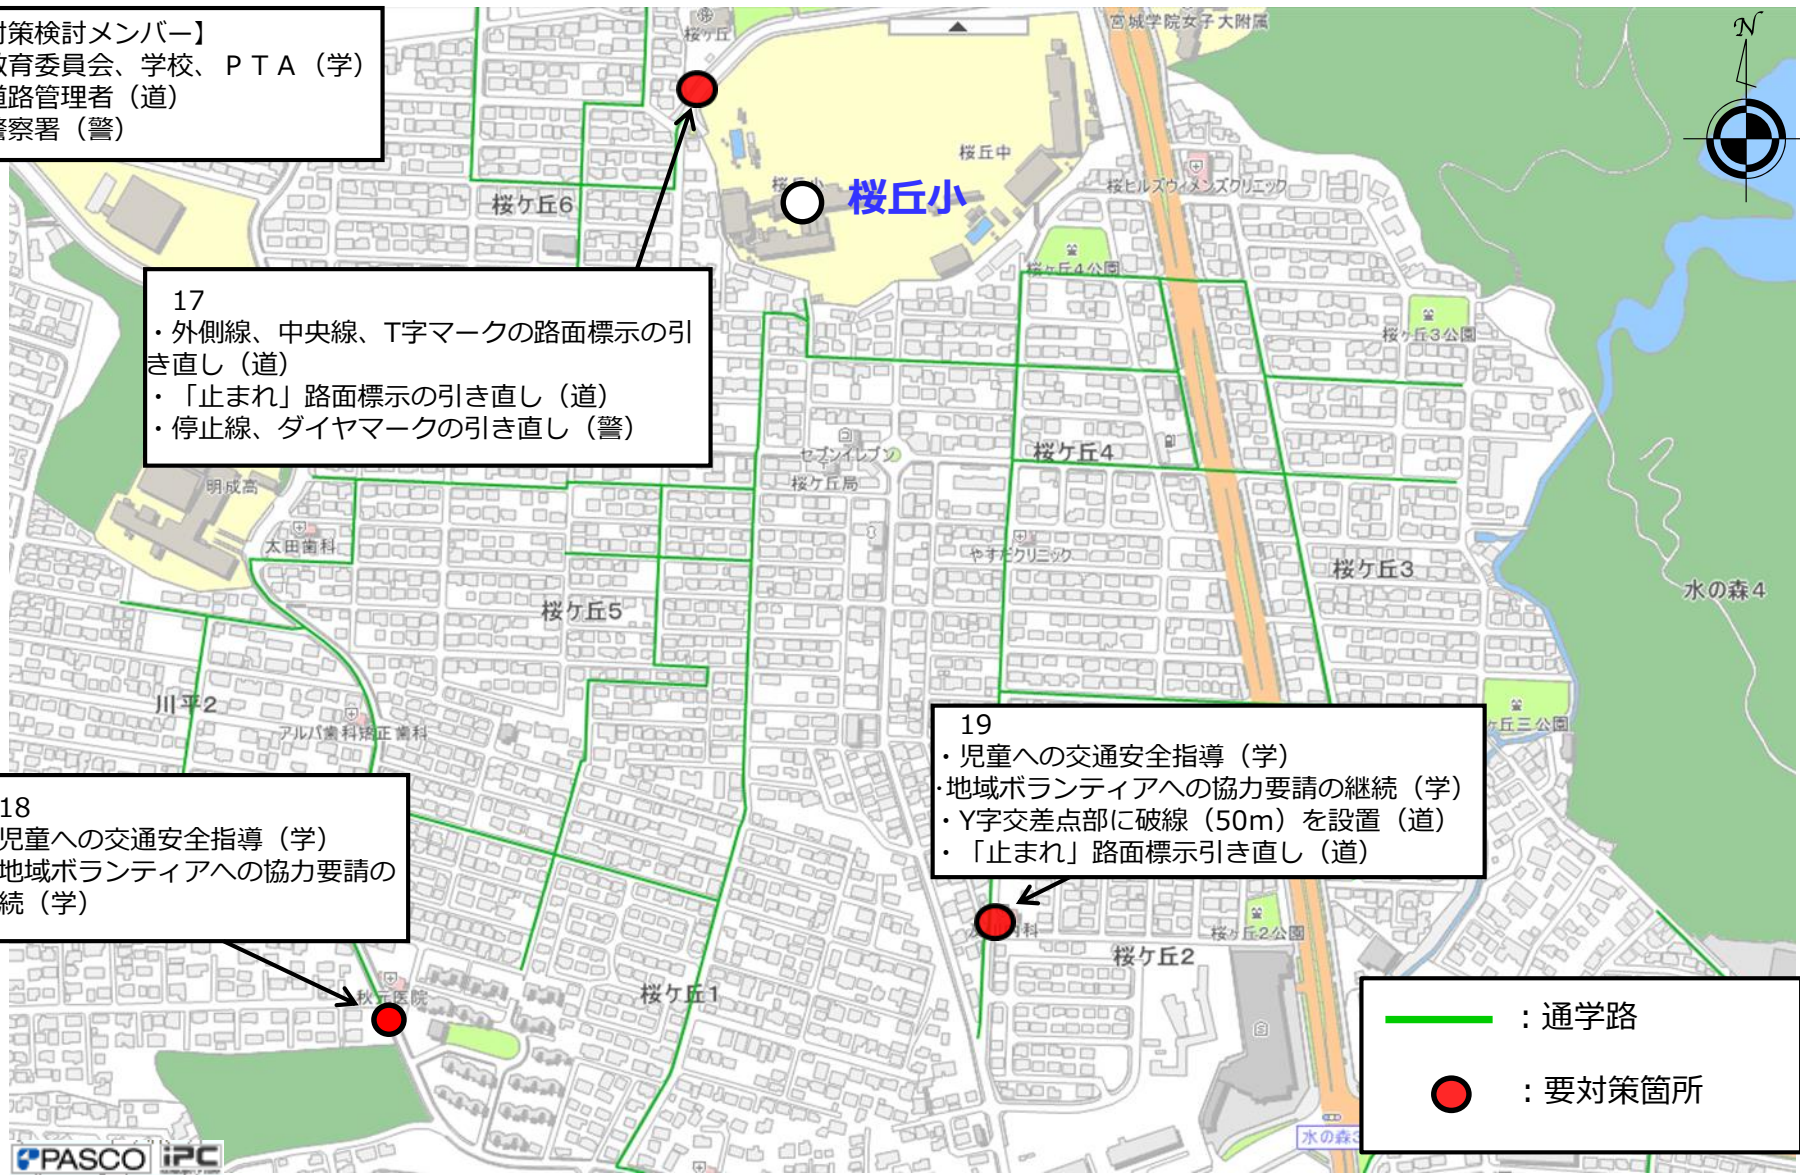 対策検討メンバー】
教育委員会、学校、PTA（学）
道路管理者（道）
警察署（警）
桜ケ丘
宮城学院女子大附属
N
桜丘中
桜丘小
桜丘小
桜ヒルズウィメンズクリニック
桜ケ丘6
桜ケ丘4公園
桜ケ丘3公園
17
・外側線、中央線、T字マークの路面標示の引
き直し（道）
・「止まれ」路面標示の引き直し（道）
・停止線、ダイヤマークの引き直し（警）
桜ケ丘4
セブンイレブン
桜ケ丘局
明成高
太田歯科
やすだクリニック
桜ケ丘3
水の森4
桜ケ丘5
川平2
アルパ歯科矯正歯科
ケ丘三公園
19
・児童への交通安全指導（学）
・地域ボランティアへの協力要請の継続（学）
・Y字交差点部に破線（50m）を設置（道）
・「止まれ」路面標示引き直し（道）
18
児童への交通安全指導（学）
地域ボランティアへの協力要請の
続（学）
内科
桜ケ丘2公園
桜ケ丘2
秋元医院
桜ケ丘1
：通学路
：要対策箇所
水の森3
PASCO iPC